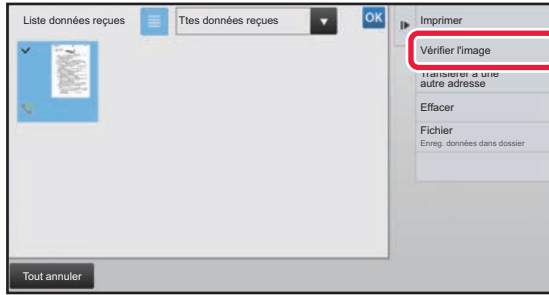 Liste données reçues
Ttes données reçues
OK
Imprimer
Vérifier l'image
Transférer à une
autre adresse
Effacer
Fichier
Enreg. données dans dossier
Tout annuler